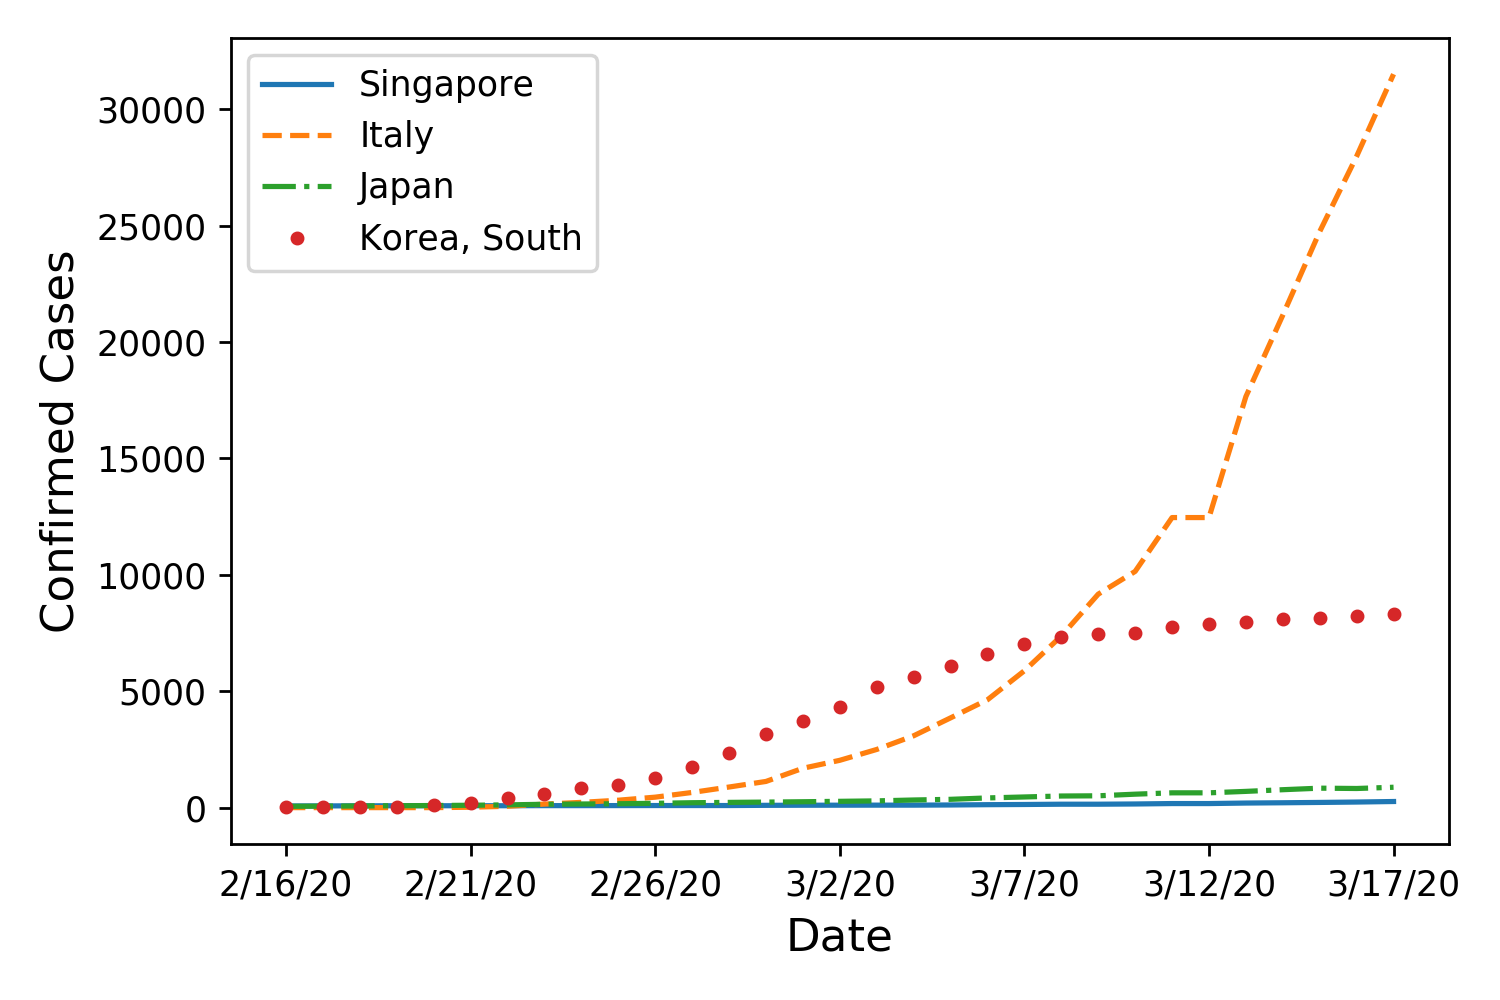 Singapore
Italy
Japan
Korea, South
30000
25000
20000
15000
10000
5000
0
Confirmed Cases
2/16/20 2/21/20 2/26/20 3/2/20 3/7/20 3/12/20 3/17/20
Date